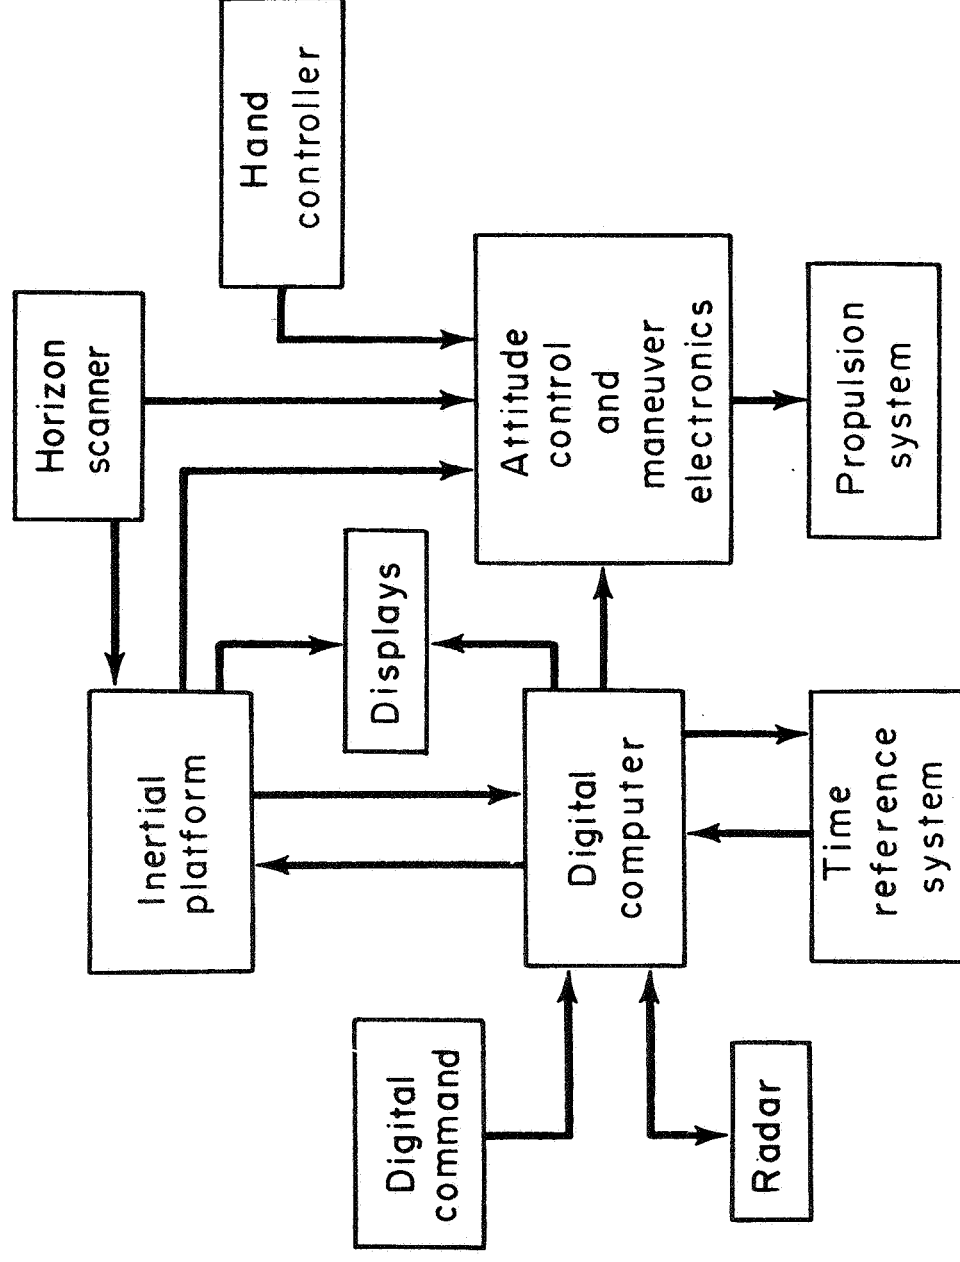 Horizon
scanner
Hand
controller
Inertial
platform
Displays
Attitude
control
and
maneuver
electronics
Digital
command
Digital
computer
Radar
Time
reference
system
Propulsion
system